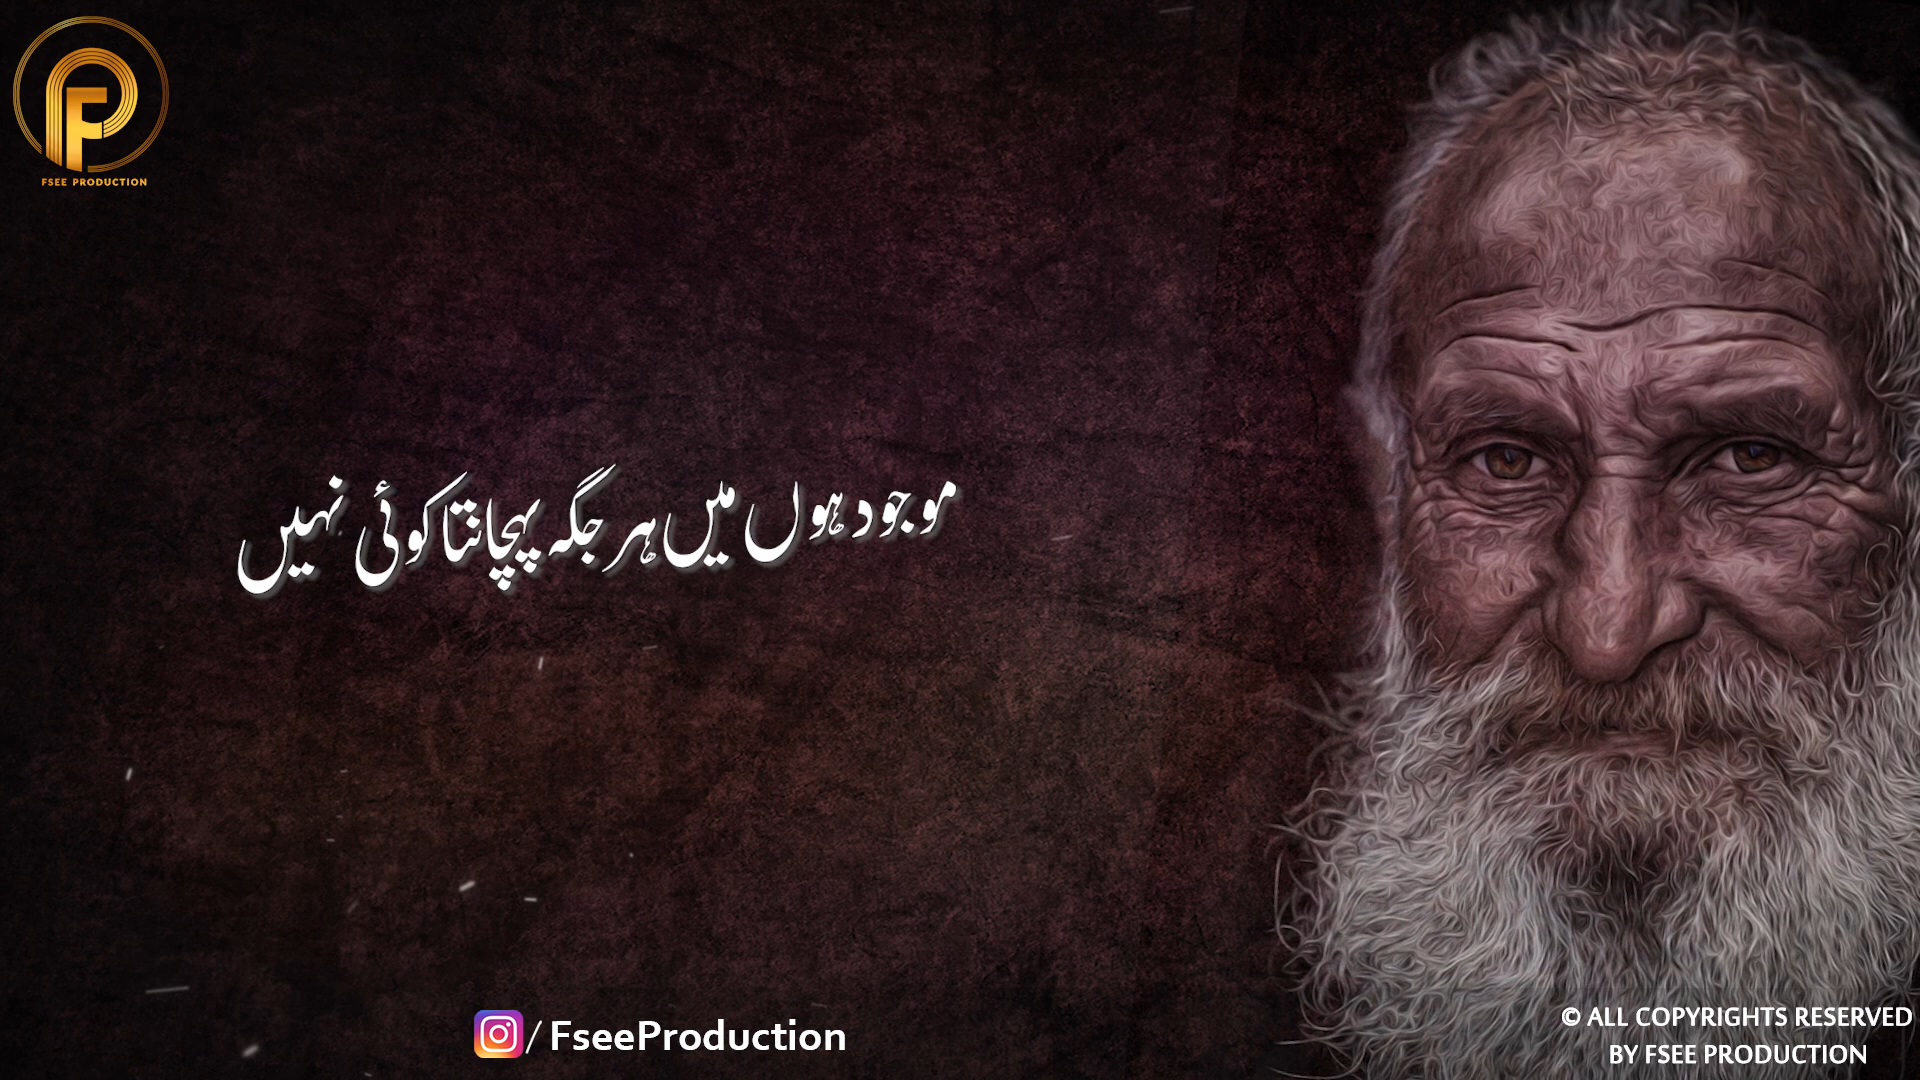 FSEE PRODUCTION
موجود ہوں میں ہر جگہ پہچانتا کوئی نہیں
/ FseeProduction
© ALL COPYRIGHTS RESERVED
BY FSEE PRODUCTION